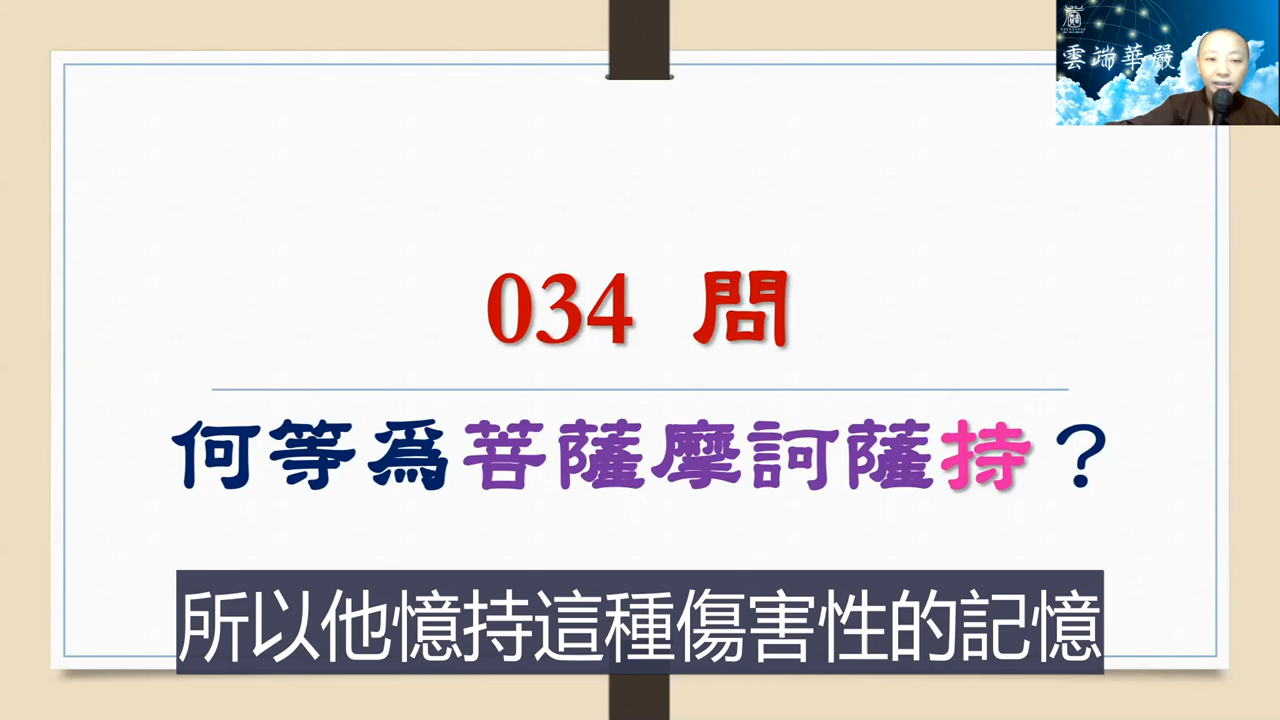 雲端華嚴
034 問
何等為菩薩摩訶薩持？
所以他憶持這種傷害性的記憶